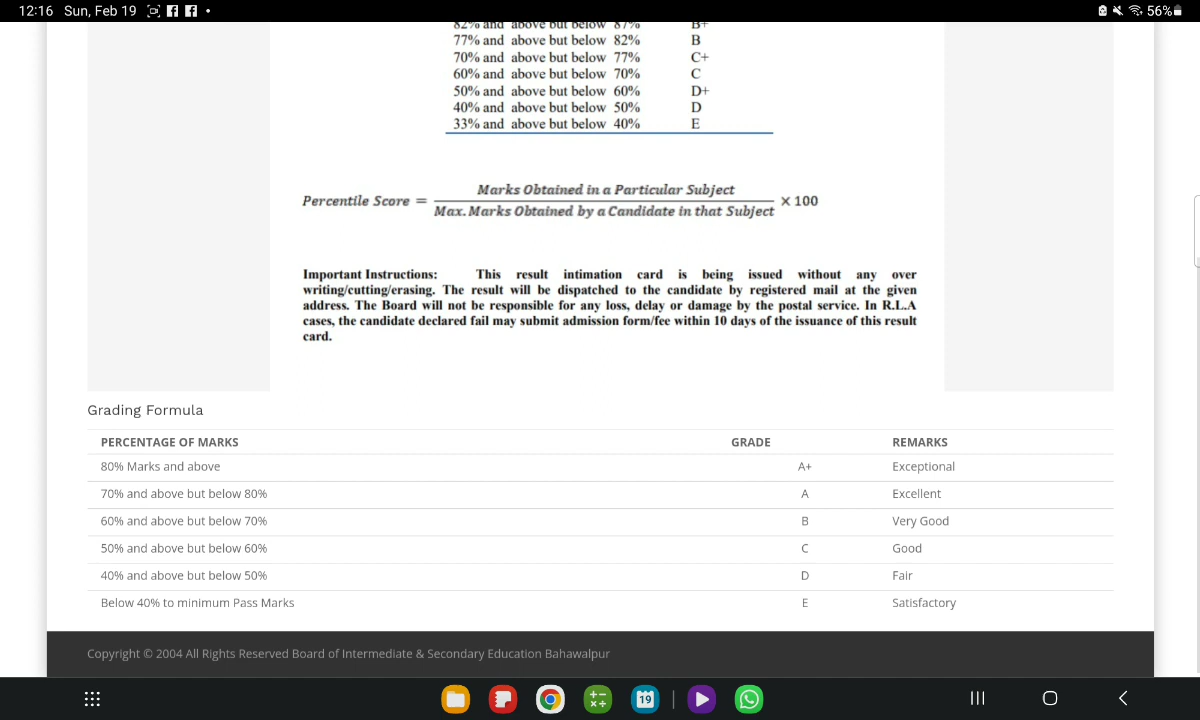 12:16 Sun, Feb 19
56%
82% and above but below 87% B+
77% and above but below 82% B
70% and above but below 77% C+
60% and above but below 70% C
50% and above but below 60% D+
40% and above but below 50% D
33% and above but below 40% E
Marks Obtained in a Particular Subject
Percentile Score = × 100
Max. Marks Obtained by a Candidate in that Subject
Important Instructions: This result intimation card is being issued without any over
writing/cutting/erasing. The result will be dispatched to the candidate by registered mail at the given
address. The Board will not be responsible for any loss, delay or damage by the postal service. In R.L.A
cases, the candidate declared fail may submit admission form/fee within 10 days of the issuance of this result
card.
Grading Formula
PERCENTAGE OF MARKS GRADE REMARKS
80% Marks and above A+ Exceptional
70% and above but below 80% A Excellent
60% and above but below 70% B Very Good
50% and above but below 60% C Good
40% and above but below 50% D Fair
Below 40% to minimum Pass Marks E Satisfactory
Copyright © 2004 All Rights Reserved Board of Intermediate & Secondary Education Bahawalpur
19